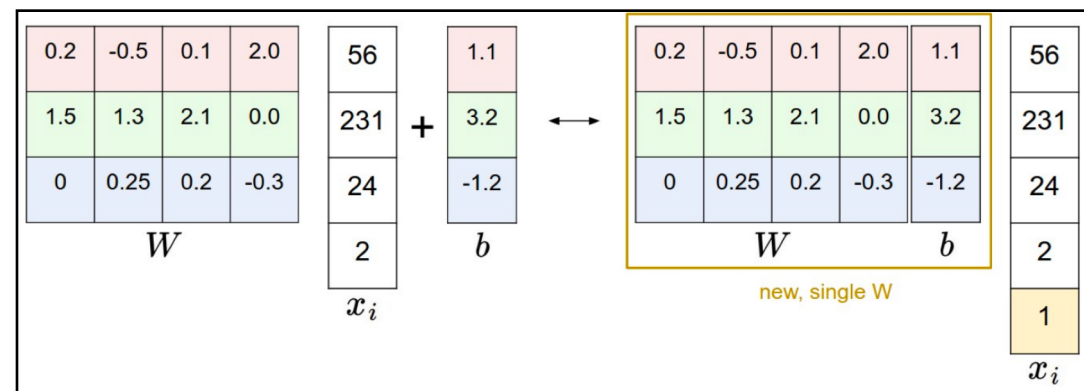 0.2 -0.5 0.1 2.0 56 1.1 0.2 -0.5 0.1 2.0 1.1 56
1.5 1.3 2.1 0.0 231 + 3.2 ↔ 1.5 1.3 2.1 0.0 3.2 231
0 0.25 0.2 -0.3 24 -1.2 0 0.25 0.2 -0.3 -1.2 24
W 2 b W b 2
new, single W
x_i 1
x_i